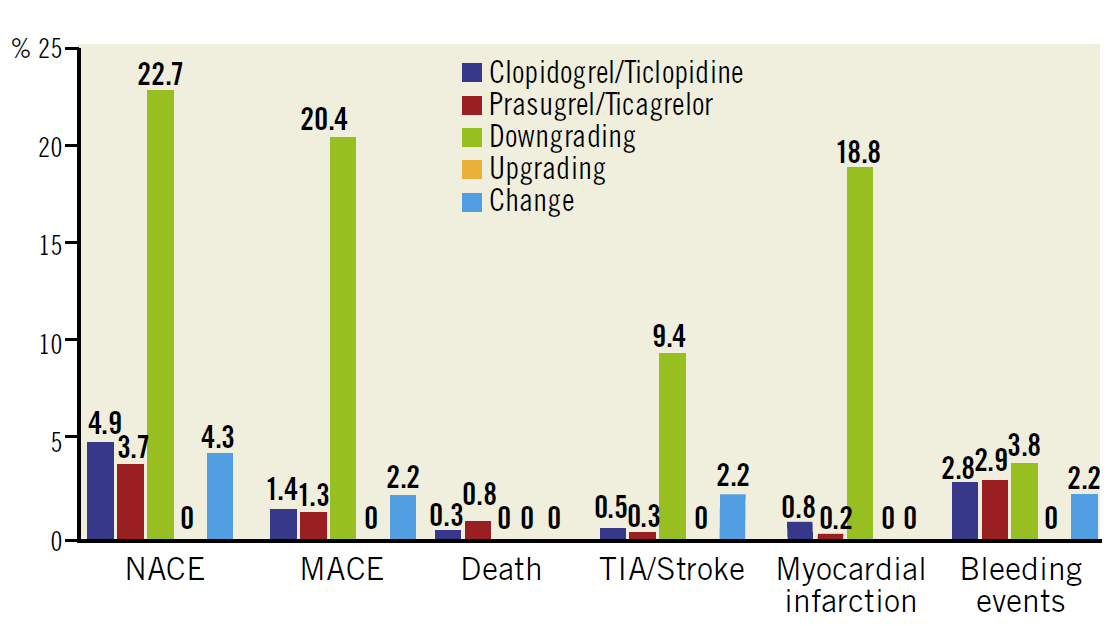 % 25
20
15
10
5
0
Clopidogrel/Ticlopidine
Prasugrel/Ticagrelor
Downgrading
Upgrading
Change
4.9
3.7
22.7
0
4.3
1.4
1.3
20.4
0
2.2
0.3
0.8
0
0
0
0.5
0.3
9.4
0
2.2
0.8
0.2
18.8
0
0
2.8
2.9
3.8
0
2.2
NACE
MACE
Death
TIA/Stroke
Myocardial
infarction
Bleeding
events